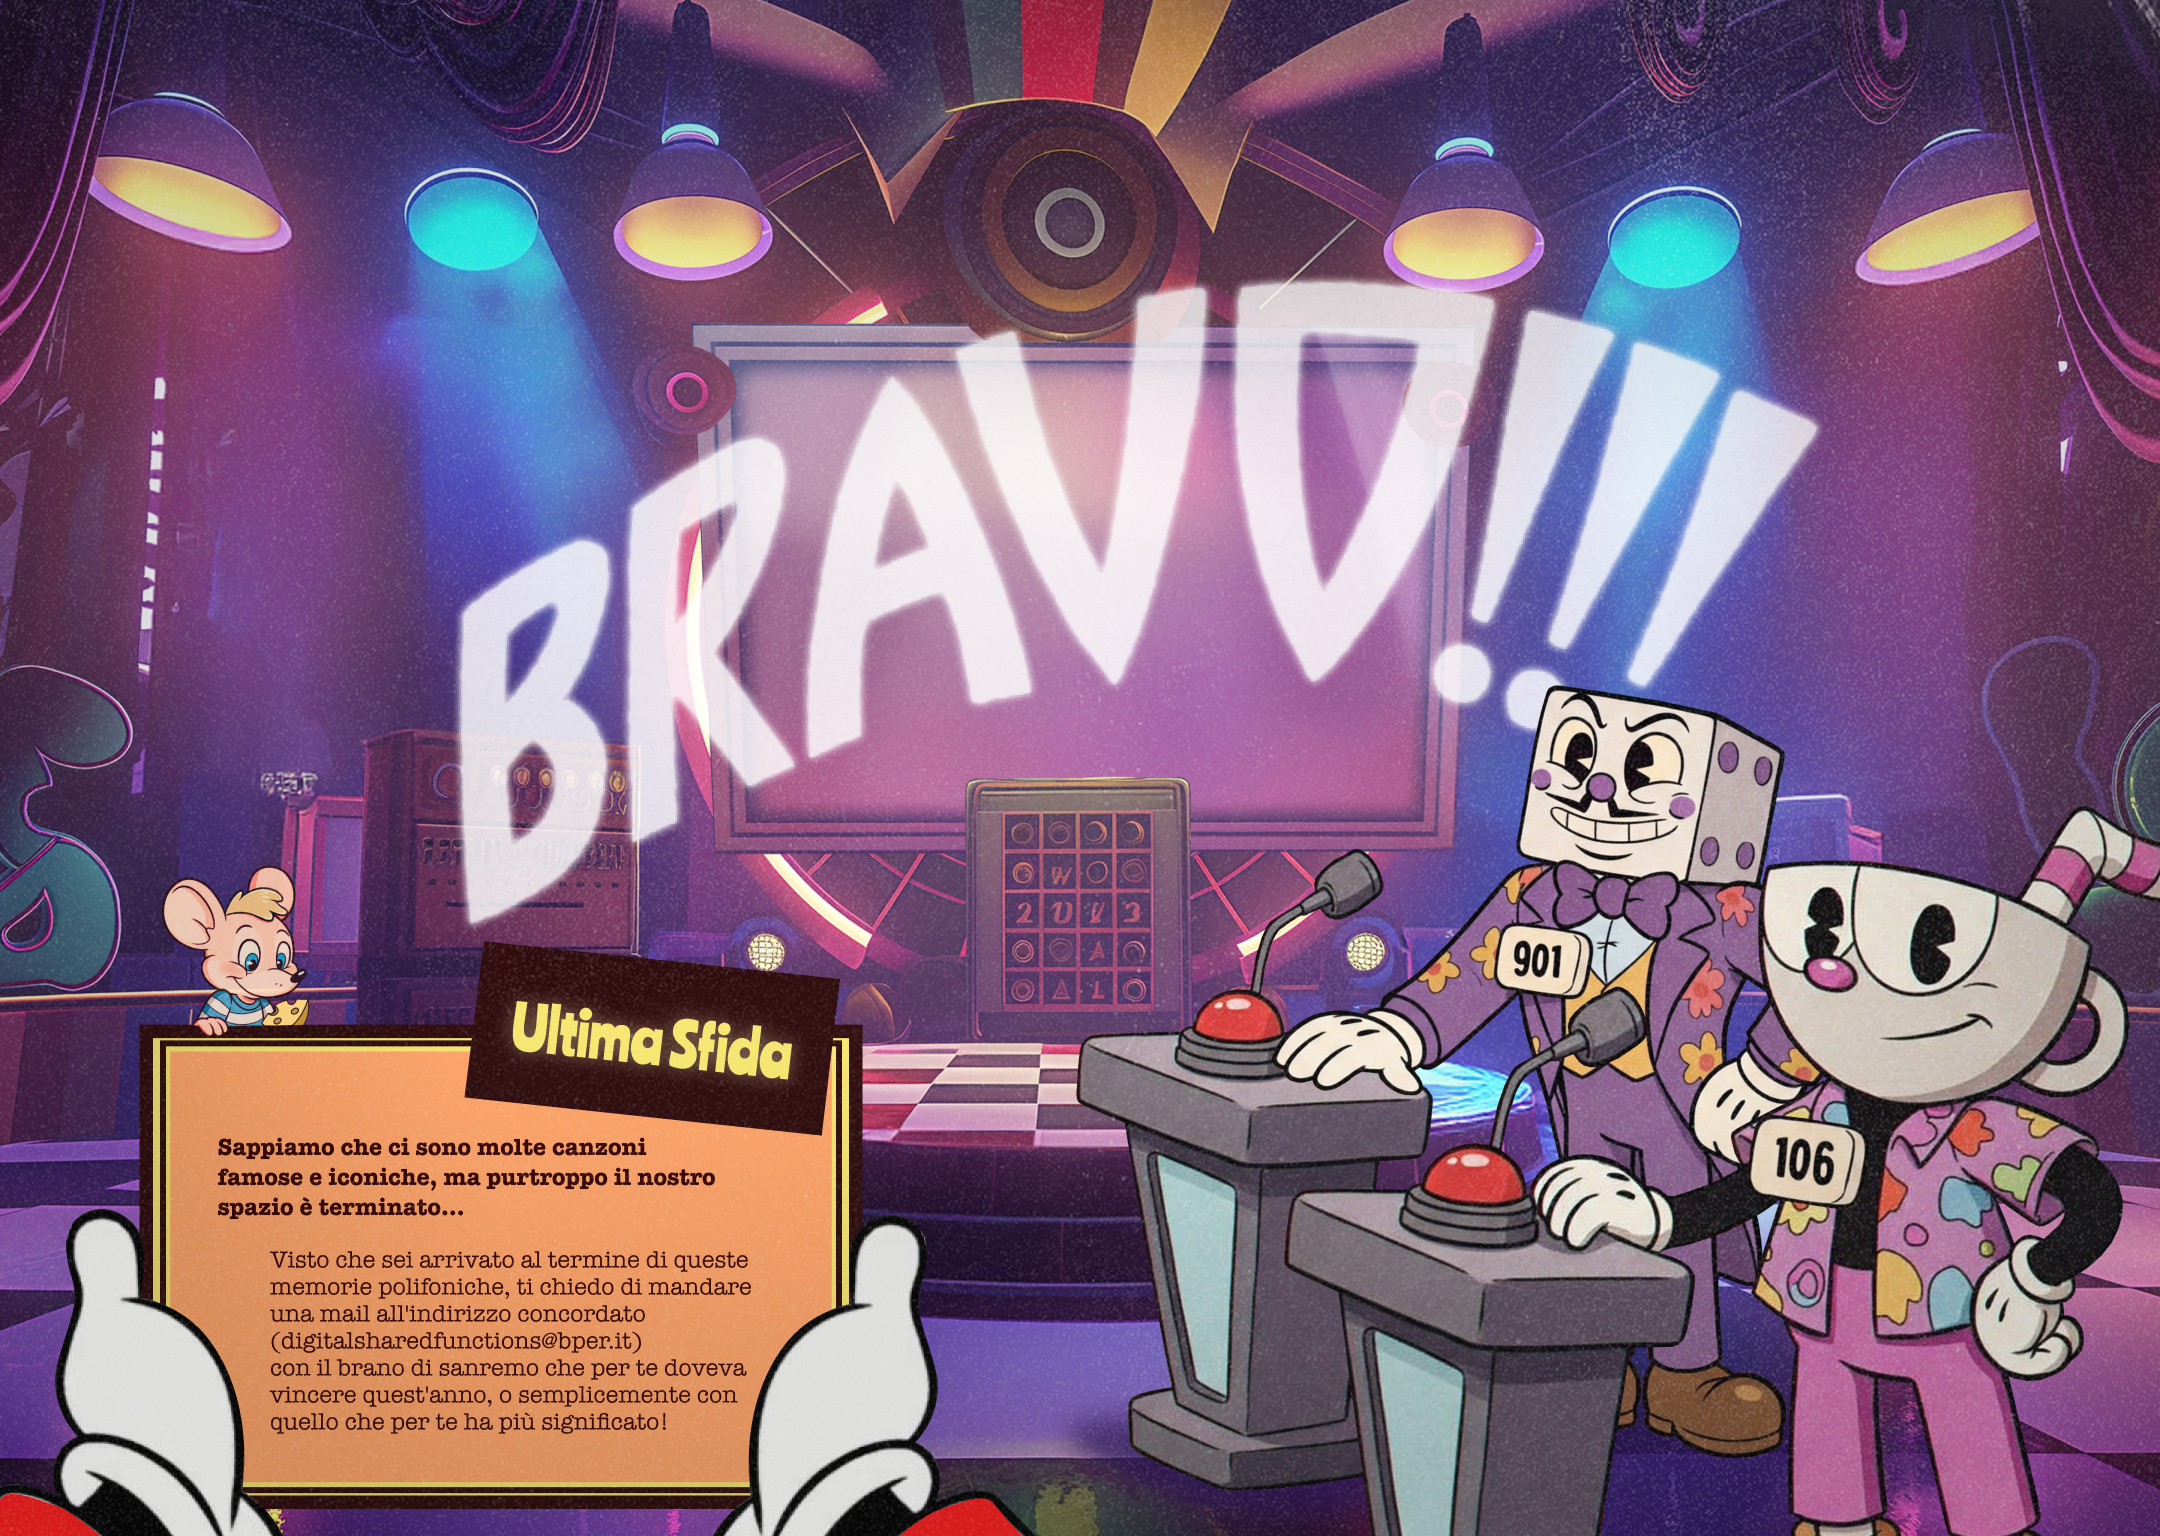 BRAVO!!!
901
Ultima Sfida
106
Sappiamo che ci sono molte canzoni
famose e iconiche, ma purtroppo il nostro
spazio è terminato...
Visto che sei arrivato al termine di queste
memorie polifoniche, ti chiedo di mandare
una mail all'indirizzo concordato
(digitalsharedfunctions@bper.it)
con il brano di sanremo che per te doveva
vincere quest'anno, o semplicemente con
quello che per te ha più significato!